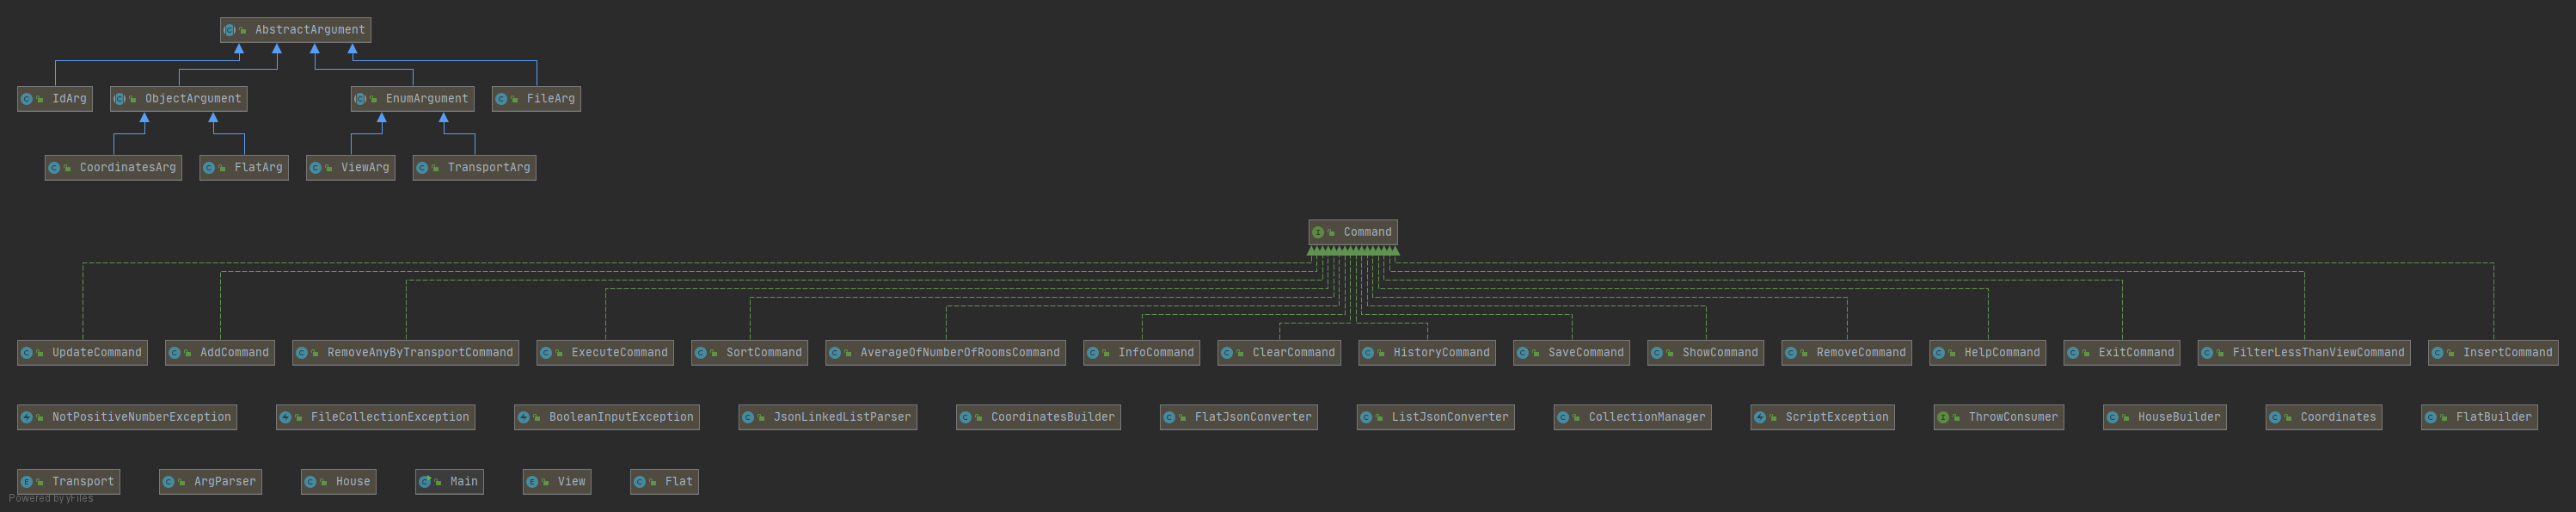 AbstractArgument
IdArg ObjectArgument EnumArgument FileArg
CoordinatesArg FlatArg ViewArg TransportArg
Command
UpdateCommand AddCommand RemoveAnyByTransportCommand ExecuteCommand SortCommand AverageOfNumberOfRoomsCommand InfoCommand ClearCommand HistoryCommand SaveCommand ShowCommand RemoveCommand HelpCommand ExitCommand FilterLessThanViewCommand InsertCommand
NotPositiveNumberException FileCollectionException BooleanInputException JsonLinkedListParser CoordinatesBuilder FlatJsonConverter ListJsonConverter CollectionManager ScriptException ThrowConsumer HouseBuilder Coordinates FlatBuilder
Transport ArgParser House Main View Flat
Powered by yFiles